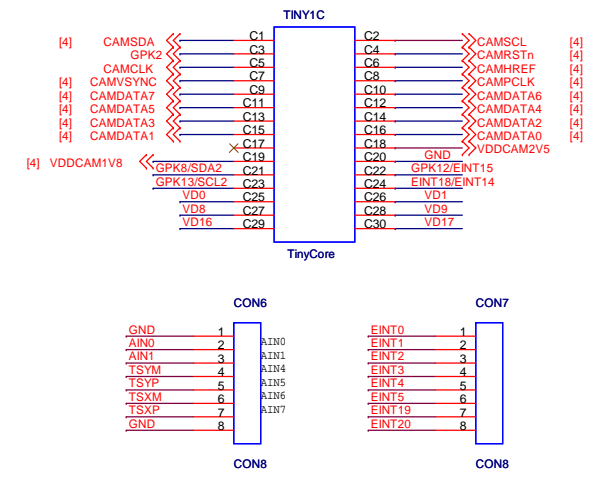 TINY1C
[4] CAMSDA C1 C2 CAMSCL [4]
GPK2 C3 C4 CAMRSTn [4]
CAMCLK C5 C6 CAMHREF [4]
[4] CAMVSYNC C7 C8 CAMPCLK [4]
[4] CAMDATA7 C9 C10 CAMDATA6 [4]
[4] CAMDATA5 C11 C12 CAMDATA4 [4]
[4] CAMDATA3 C13 C14 CAMDATA2 [4]
[4] CAMDATA1 C15 C16 CAMDATA0 [4]
C17 C18 VDDCAM2V5
[4] VDDCAM1V8 C19 C20 GND
GPK8/SDA2 C21 C22 GPK12/EINT15
GPK13/SCL2 C23 C24 EINT18/EINT14
VD0 C25 C26 VD1
VD8 C27 C28 VD9
VD16 C29 C30 VD17
TinyCore
CON6
GND 1
AIN0 2 AIN0
AIN1 3 AIN1
TSYM 4 AIN4
TSYP 5 AIN5
TSXM 6 AIN6
TSXP 7 AIN7
GND 8
CON8
CON7
EINT0 1
EINT1 2
EINT2 3
EINT3 4
EINT4 5
EINT5 6
EINT19 7
EINT20 8
CON8